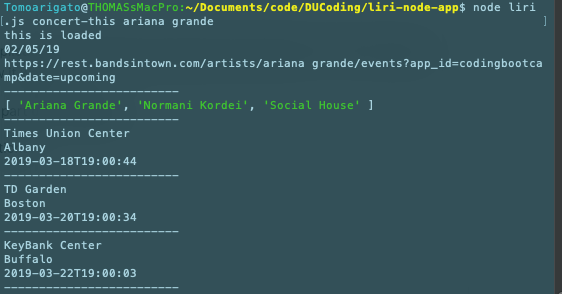 Tomoarigato@THOMASsMacPro:~/Documents/code/DUCoding/liri-node-app$ node liri
.js concert-this ariana grande
this is loaded
02/05/19
https://rest.bandsintown.com/artists/ariana grande/events?app_id=codingbootca
mp&date=upcoming
-------------------------
[ 'Ariana Grande', 'Normani Kordei', 'Social House' ]
-------------------------
Times Union Center
Albany
2019-03-18T19:00:44
-------------------------
TD Garden
Boston
2019-03-20T19:00:34
-------------------------
KeyBank Center
Buffalo
2019-03-22T19:00:03
-------------------------